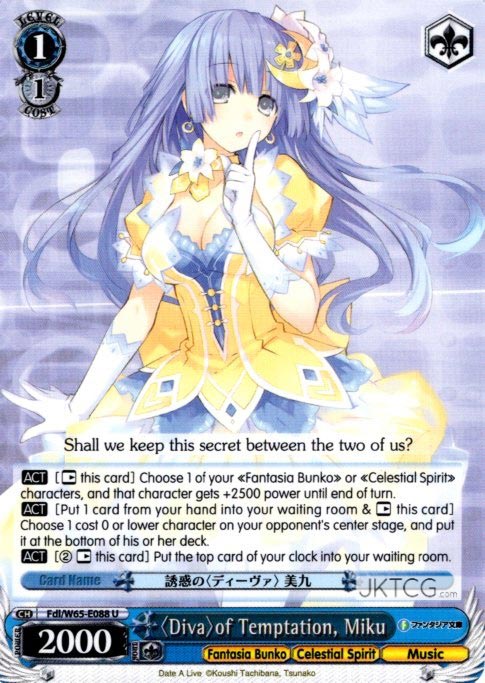 LEVEL
1
1
COST
Shall we keep this secret between the two of us?
ACT [ this card] Choose 1 of your «Fantasia Bunko» or «Celestial Spirit»
characters, and that character gets +2500 power until end of turn.
ACT [Put 1 card from your hand into your waiting room & this card]
Choose 1 cost 0 or lower character on your opponent's center stage, and put
it at the bottom of his or her deck.
ACT [② this card] Put the top card of your clock into your waiting room.
Card Name 誘惑の〈ディーヴァ〉 美九
JKTCG.com
CH Fdl/W65-E088 U
POWER 2000
〈Diva〉of Temptation, Miku
ファンタジア文庫
Fantasia Bunko Celestial Spirit Music
Date A Live ©Koushi Tachibana, Tsunako